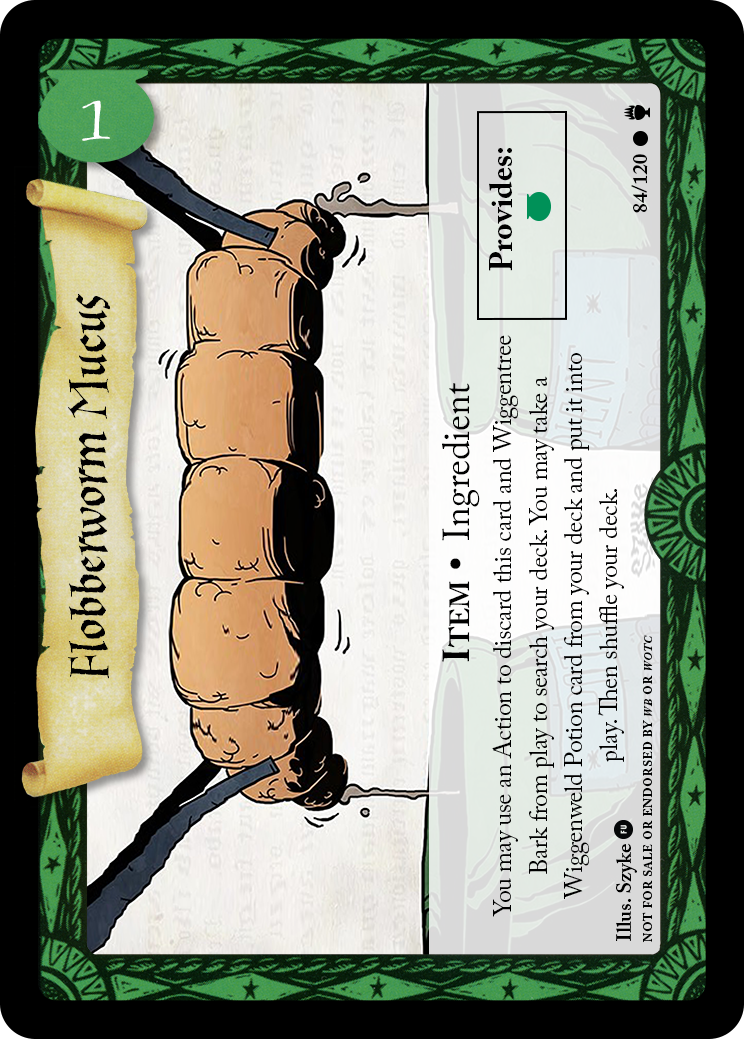 1
Flobberworm Mucus
ITEM • Ingredient
You may use an Action to discard this card and Wiggentree
Bark from play to search your deck. You may take a
Wiggenweld Potion card from your deck and put it into
play. Then shuffle your deck.
Provides:
Illus. Szyke FU
NOT FOR SALE OR ENDORSED BY WB OR WOTC
84/120